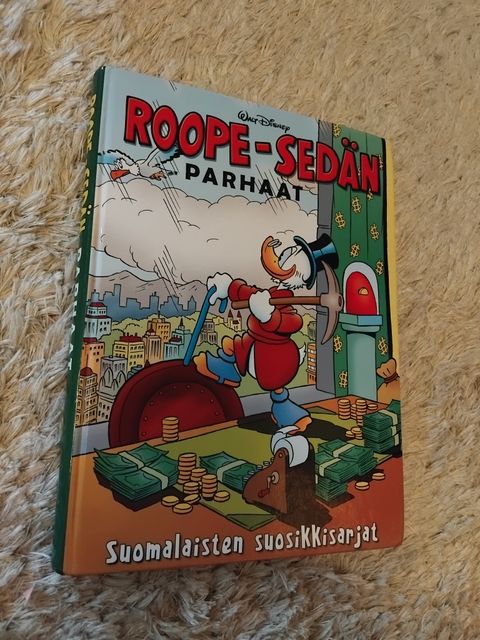 Walt Disney
ROOPE-SEDÄN
PARHAAT
Suomalaisten suosikkisarjat